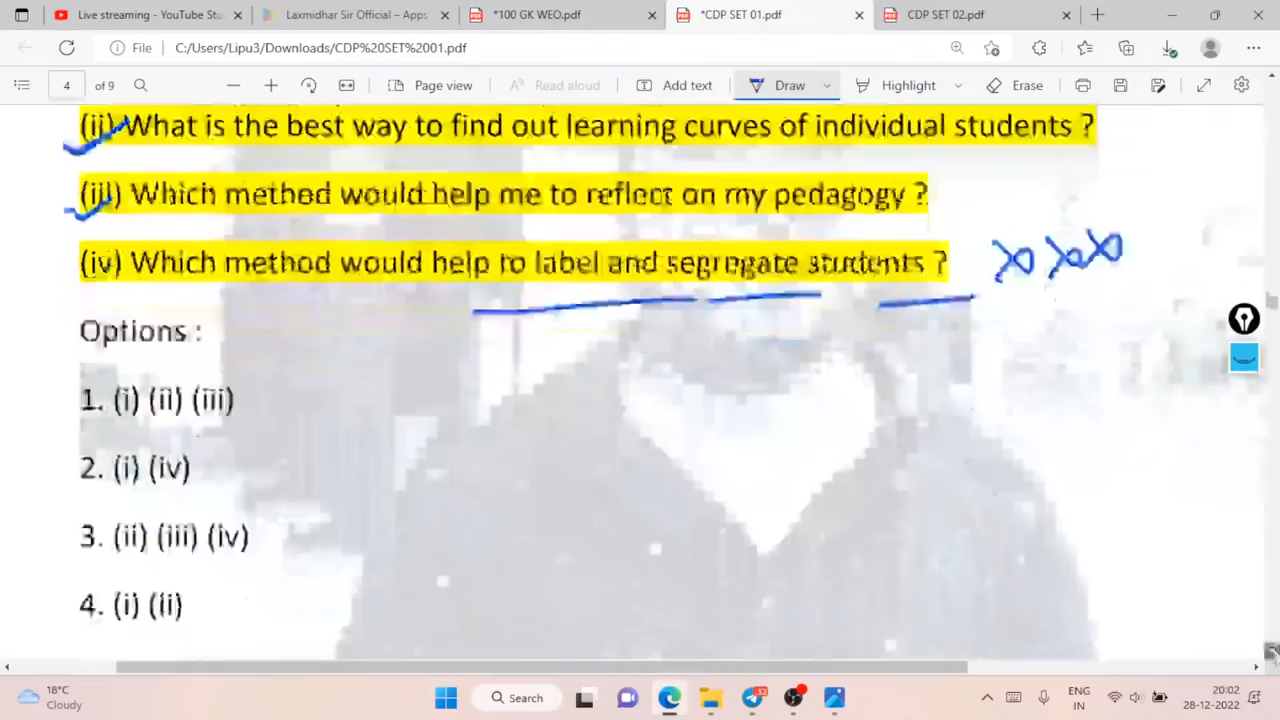 Live streaming - YouTube Stu
Laxmidhar Sir Official – Apps
*100 GK WEO.pdf
*CDP SET 01.pdf
CDP SET 02.pdf
File
C:/Users/Lipu3/Downloads/CDP%20SET%2001.pdf
4 of 9
Page view
Read aloud
Add text
Draw
Highlight
Erase
(ii) What is the best way to find out learning curves of individual students ?
(iii) Which method would help me to reflect on my pedagogy ?
(iv) Which method would help to label and segregate students ?
Options :
1. (i) (ii) (iii)
2. (i) (iv)
3. (ii) (iii) (iv)
4. (i) (ii)
18°C
Cloudy
Search
ENG
IN
20:02
28-12-2022